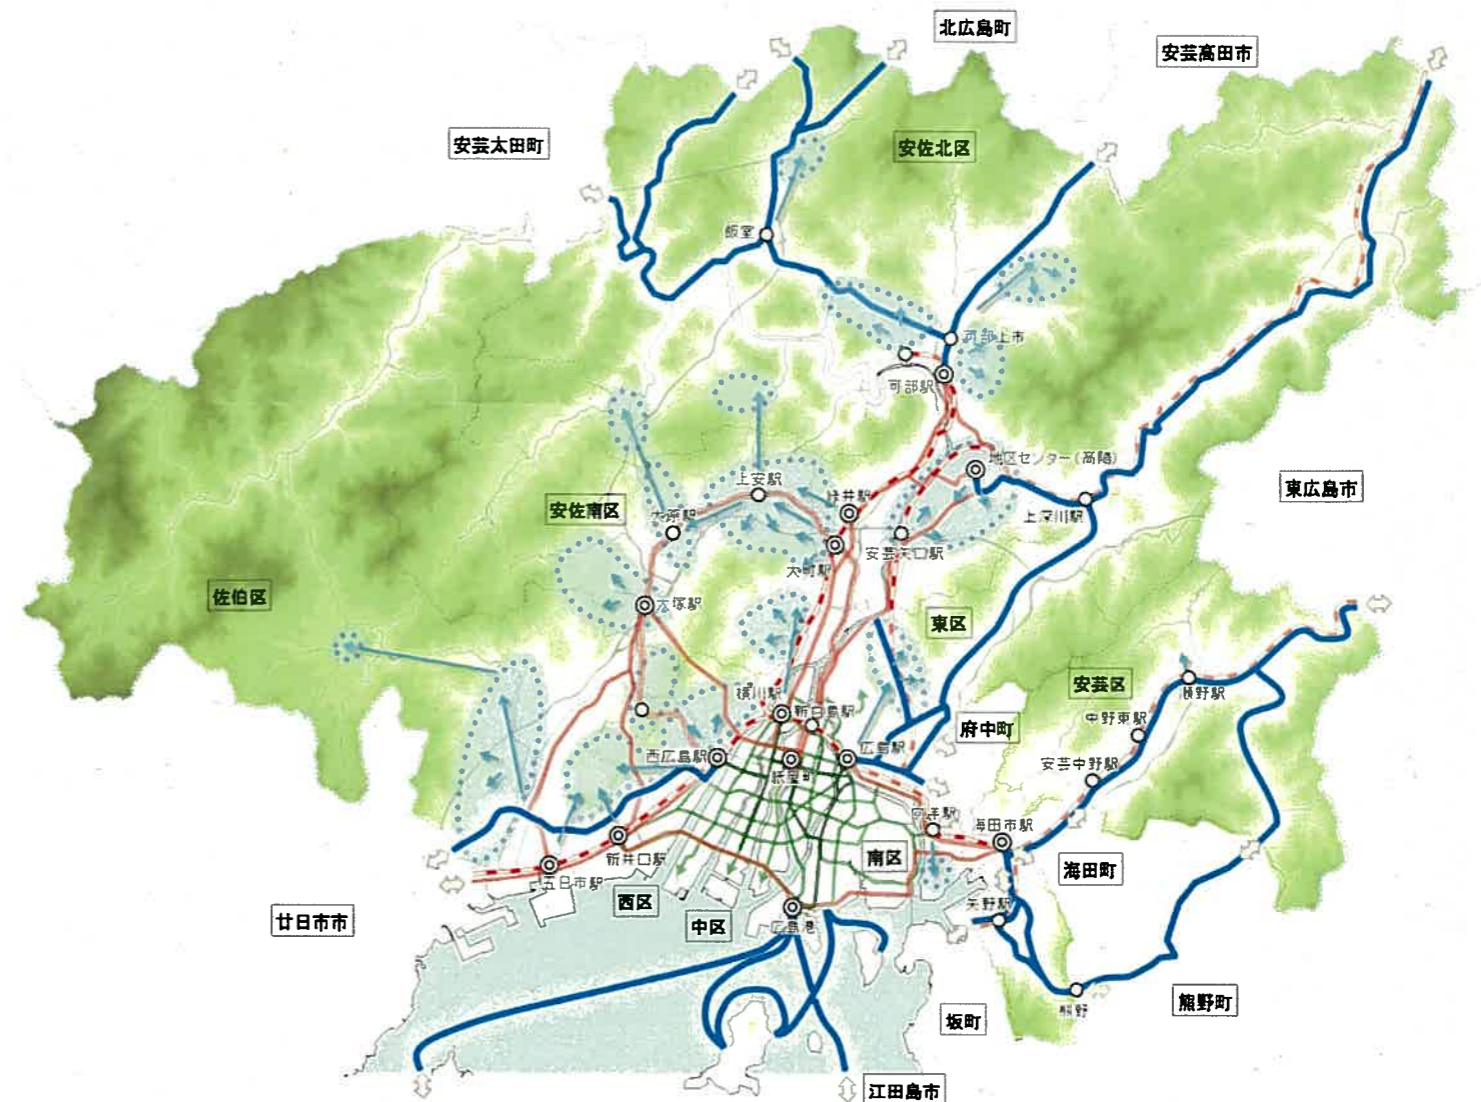 北広島町
安芸高田市
安芸太田町
安佐北区
飯室
可部上市
可部駅
地区センター(高陽)
上安駅
緑井駅
安佐南区
大原駅
上深川駅
東広島市
安芸矢口駅
大町駅
佐伯区
大塚駅
東区
安芸区
瀬野駅
横川駅
新白島駅
中野東駅
府中町
西広島駅
広島駅
紙屋町
安芸中野駅
向洋駅
海田市駅
新井口駅
南区
海田町
五日市駅
西区
矢野駅
廿日市市
中区
広島港
熊野
熊野町
坂町
江田島市